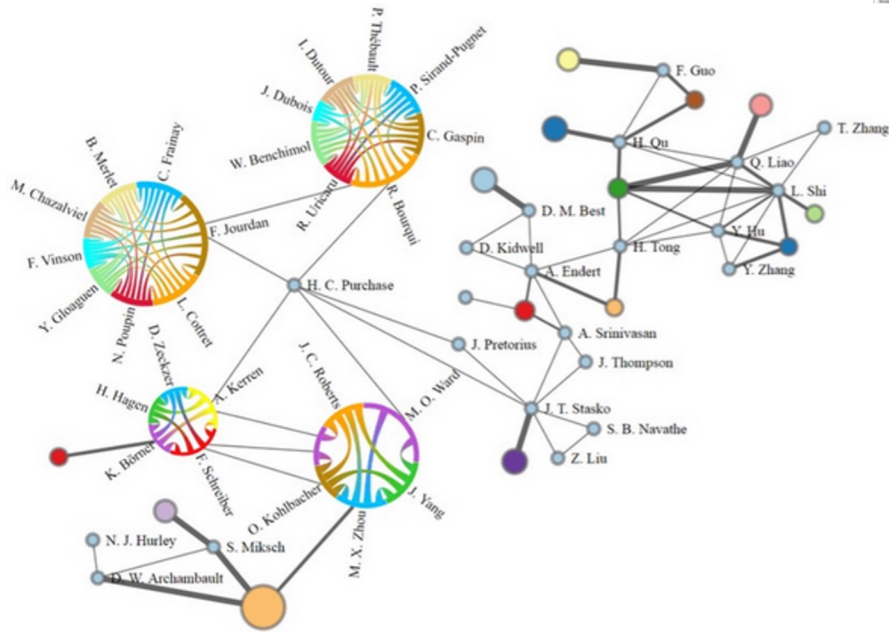 P. Thébault
I. Dutour
P. Sirand-Pugnet
J. Dubois
C. Gaspin
W. Benchimol
R. Uricaru
R. Bourqui
B. Merlet
C. Frainay
M. Chazalviel
F. Jourdan
F. Vinson
Y. Gloaguen
N. Poupin
L. Cottret
F. Guo
H. Qu
T. Zhang
Q. Liao
L. Shi
D. M. Best
Y. Hu
D. Kidwell
H. Tong
A. Endert
Y. Zhang
H. C. Purchase
A. Srinivasan
J. Pretorius
J. Thompson
D. Zeckzer
A. Kerren
H. Hagen
K. Börner
F. Schreiber
J. C. Roberts
M. O. Ward
O. Kohlbacher
J. Yang
M. X. Zhou
J. T. Stasko
S. B. Navathe
Z. Liu
N. J. Hurley
S. Miksch
D. W. Archambault